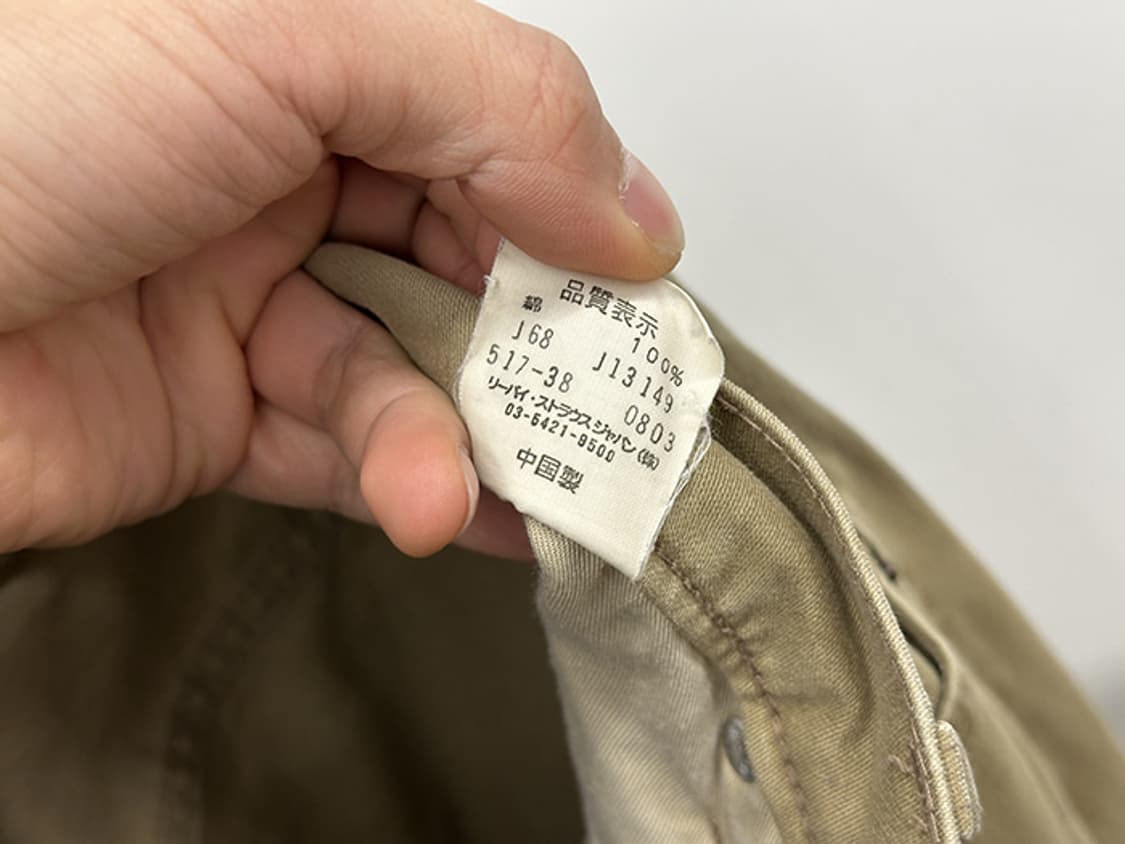 品質表示
綿 100%
J68 J13149
517-38 0803
リーバイ・ストラウス ジャパン(株)
03-5421-9500
中国製